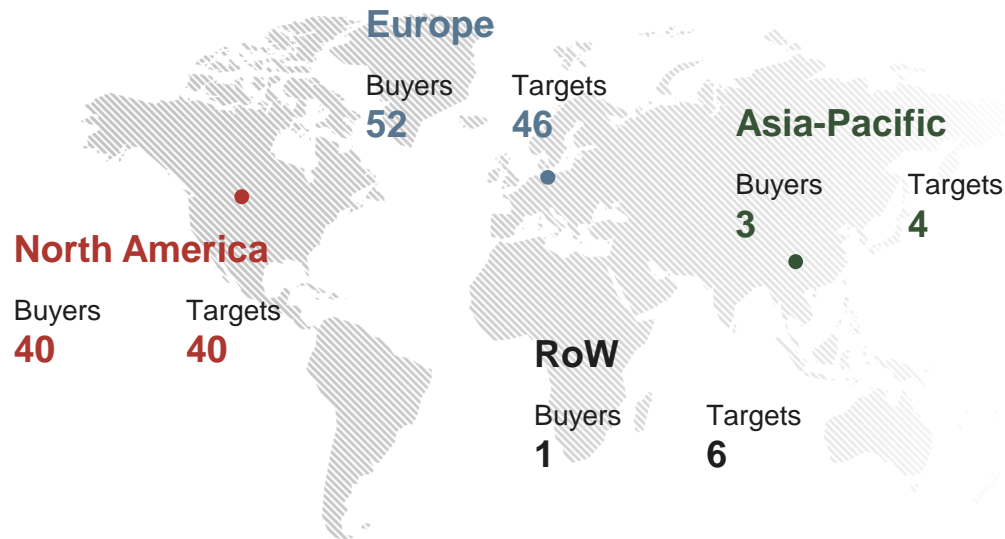 Europe
Buyers Targets
52 46
Asia-Pacific
Buyers Targets
3 4
North America
Buyers Targets
40 40
RoW
Buyers Targets
1 6